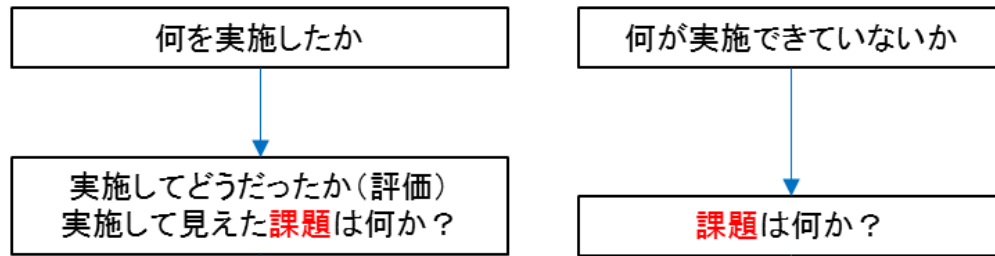 何を実施したか
何が実施できていないか
実施してどうだったか（評価）
実施して見えた課題は何か？
課題は何か？